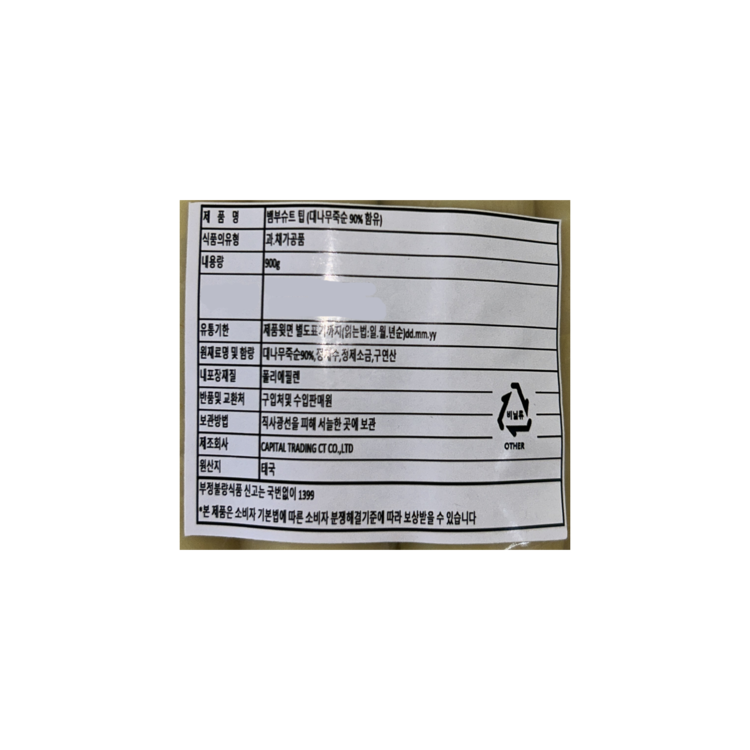 제 품 명 뱀부슈트 팁 (대나무죽순 90% 함유)
식품의유형 과.채가공품
내용량 900g
유통기한 제품윗면 별도표기까지(읽는법:일.월.년순)dd.mm.yy
원재료명 및 함량 대나무죽순90%,정제수,정제소금,구연산
내포장재질 폴리에필렌
반품및 교환처 구입처및 수입판매원
비닐류
보관방법 직사광선을 피해 서늘한 곳에 보관
OTHER
제조회사 CAPITAL TRADING CT CO.,LTD
원산지 태국
부정불량식품 신고는 국번없이 1399
*본 제품은 소비자 기본법에 따른 소비자 분쟁해결기준에 따라 보상받을 수 있습니다